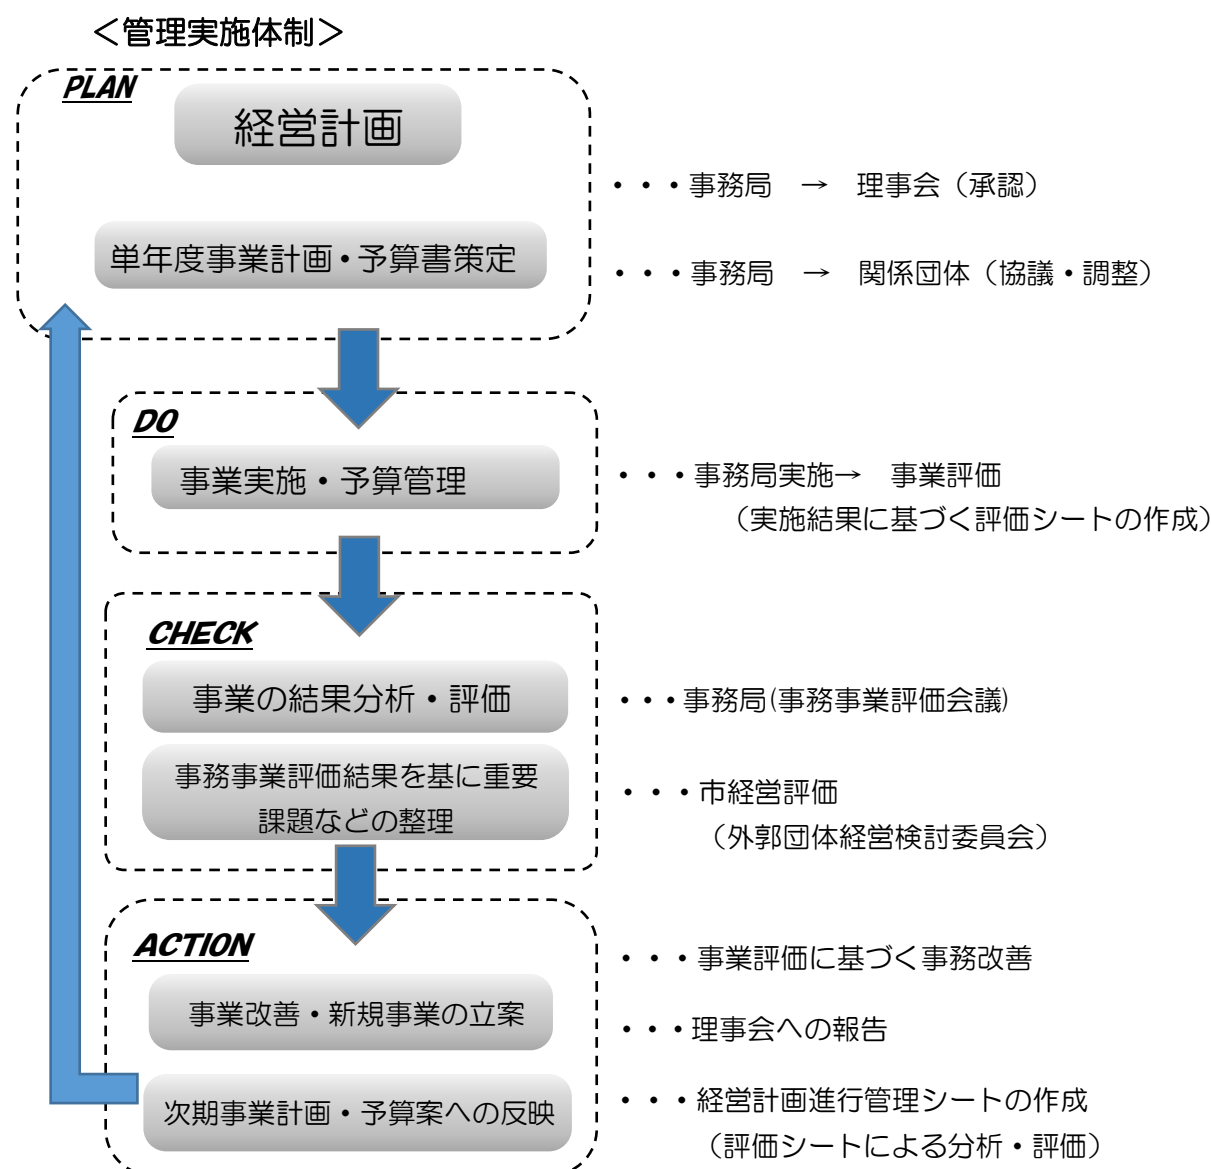 ＜管理実施体制＞
PLAN
経営計画
・・・事務局　→　理事会（承認）
単年度事業計画・予算書策定
・・・事務局　→　関係団体（協議・調整）
DO
事業実施・予算管理
・・・事務局実施→　事業評価
（実施結果に基づく評価シートの作成）
CHECK
事業の結果分析・評価
・・・事務局(事務事業評価会議)
事務事業評価結果を基に重要
課題などの整理
・・・市経営評価
（外郭団体経営検討委員会）
ACTION
・・・事業評価に基づく事務改善
事業改善・新規事業の立案
・・・理事会への報告
次期事業計画・予算案への反映
・・・経営計画進行管理シートの作成
（評価シートによる分析・評価）